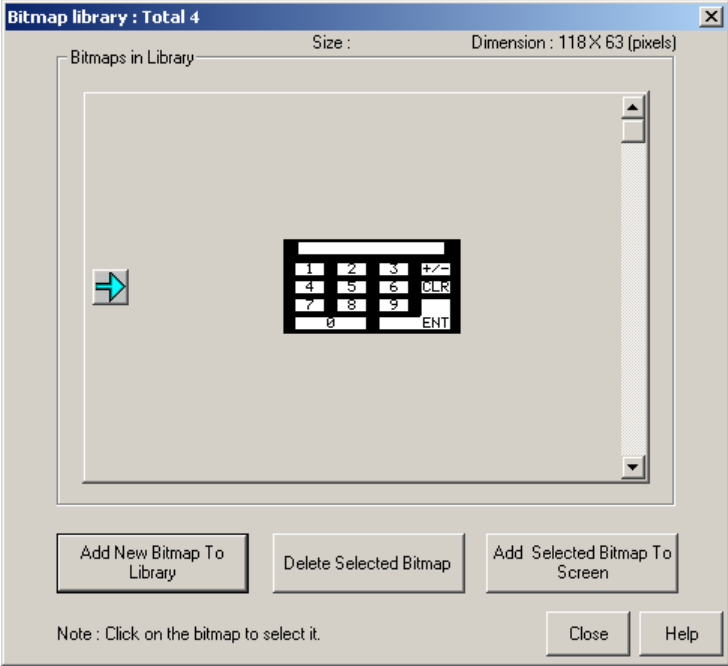 Bitmap library : Total 4
Size :
Dimension : 118 X 63 (pixels)
Bitmaps in Library
1 2 3 +/-
4 5 6 CLR
7 8 9
0 ENT
Add New Bitmap To
Library
Delete Selected Bitmap
Add Selected Bitmap To
Screen
Note : Click on the bitmap to select it.
Close
Help